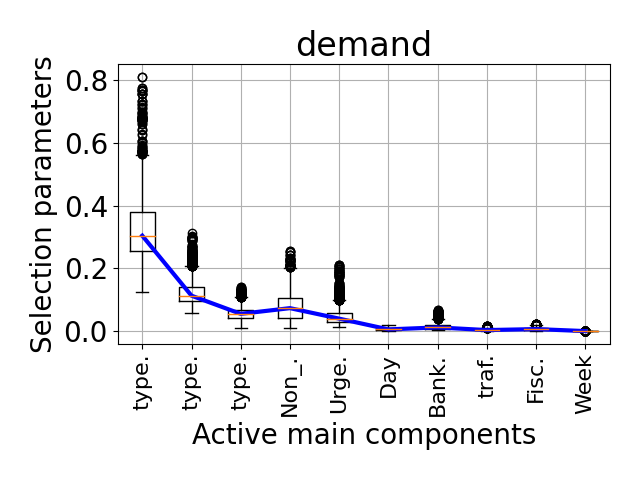 demand
Selection parameters
0.8
0.6
0.4
0.2
0.0
type.
type.
type.
Non_.
Urge.
Day
Bank.
traf.
Fisc.
Week
Active main components